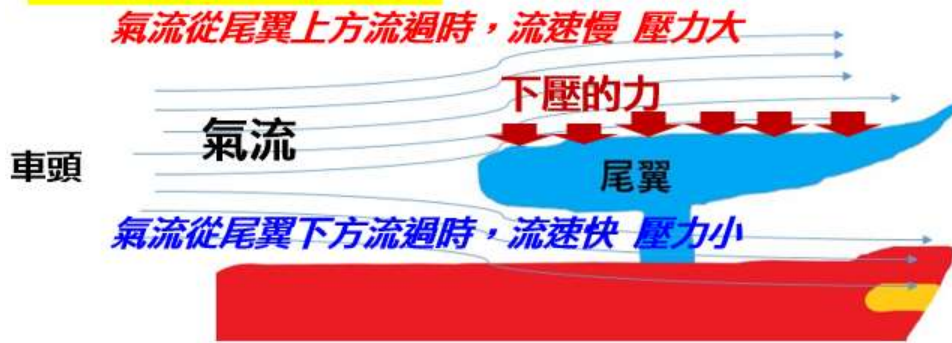 氣流從尾翼上方流過時，流速慢 壓力大
下壓的力
氣流
車頭
尾翼
氣流從尾翼下方流過時，流速快 壓力小